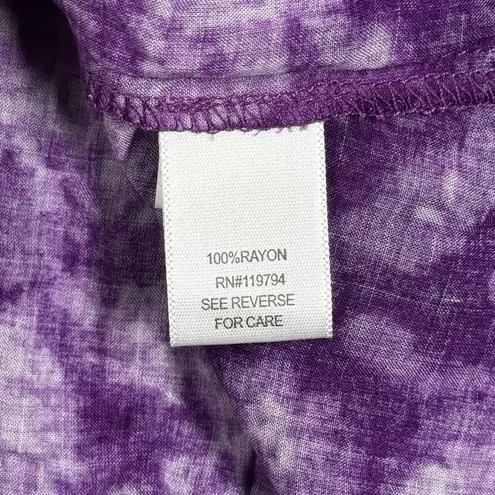 100%RAYON
RN#119794
SEE REVERSE
FOR CARE